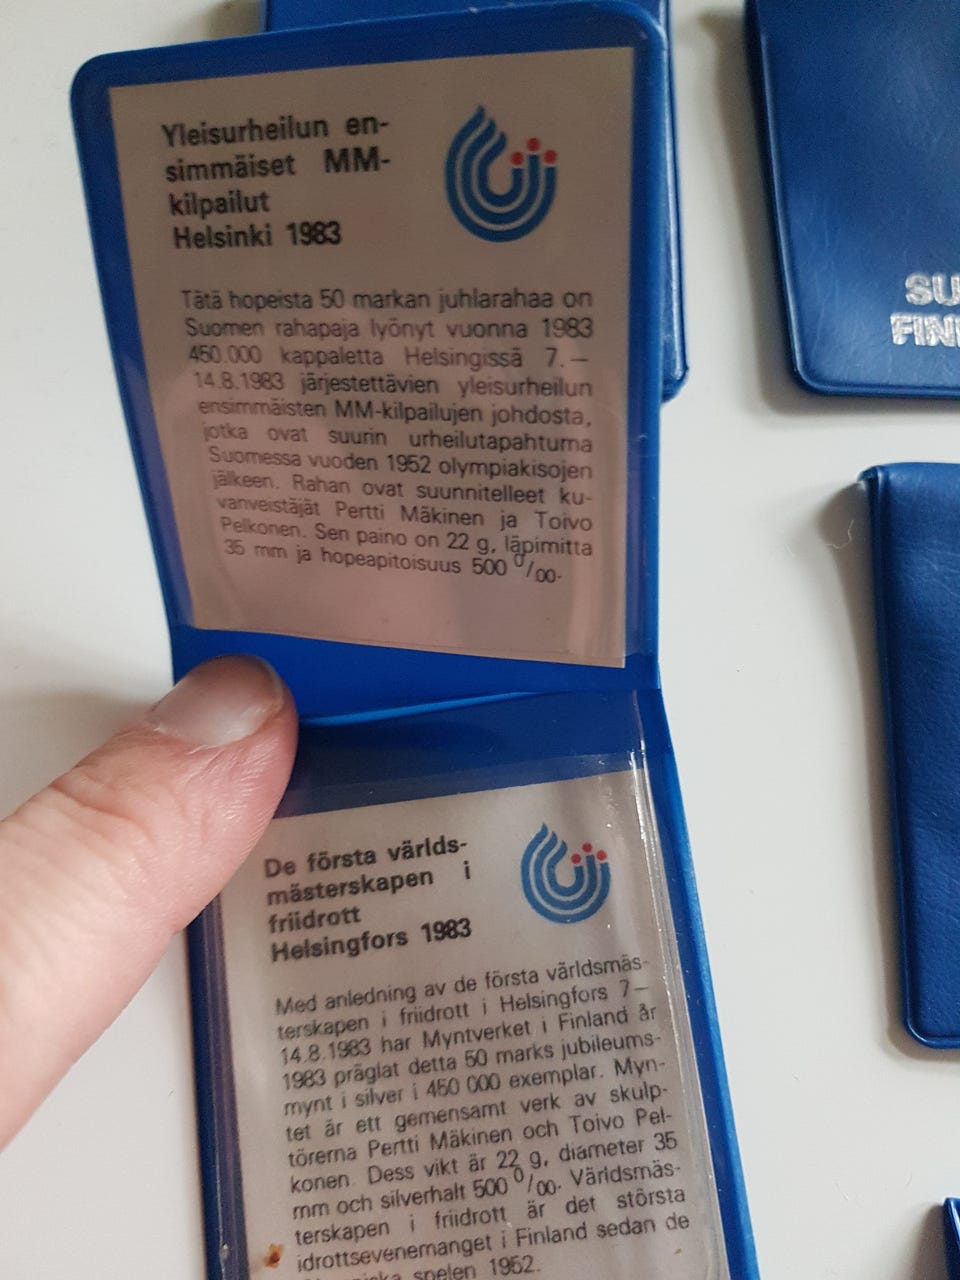 Yleisurheilun en-
simmäiset MM-
kilpailut
Helsinki 1983
Tätä hopeista 50 markan juhlarahaa on
Suomen rahapaja lyönyt vuonna 1983
450 000 kappaletta Helsingissä 7.–
14.8.1983 järjestettävien yleisurheilun
ensimmäisten MM-kilpailujen johdosta,
jotka ovat suurin urheilutapahtuma
Suomessa vuoden 1952 olympiakisojen
jälkeen. Rahan ovat suunnitelleet ku-
vanveistäjät Pertti Mäkinen ja Toivo
Pelkonen. Sen paino on 22 g, läpimitta
35 mm ja hopeapitoisuus 500 0/00.
SU
FINL
De första världs-
mästerskapen i
friidrott
Helsingfors 1983
Med anledning av de första världsmäs-
terskapen i friidrott i Helsingfors 7–
14.8.1983 har Myntverket i Finland år
1983 präglat detta 50 marks jubileums-
mynt i silver i 450 000 exemplar. Myn-
tet är ett gemensamt verk av skulp-
törerna Pertti Mäkinen och Toivo Pel-
konen. Dess vikt är 22 g, diameter 35
mm och silverhalt 500 0/00. Världsmäs-
terskapen i friidrott är det största
idrottsevenemanget i Finland sedan de
spelen 1952.